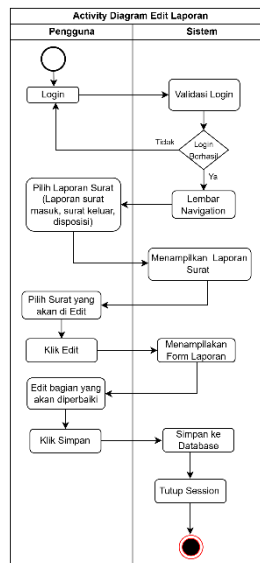 Activity Diagram Edit Laporan
Pengguna
Sistem
Login
Validasi Login
Tidak
Login
Berhasil
Ya
Pilih Laporan Surat
(Laporan surat
masuk, surat keluar,
disposisi)
Lembar
Navigation
Menampilkan Laporan
Surat
Pilih Surat yang
akan di Edit
Klik Edit
Menampilakan
Form Laporan
Edit bagian yang
akan diperbaiki
Klik Simpan
Simpan ke
Database
Tutup Session